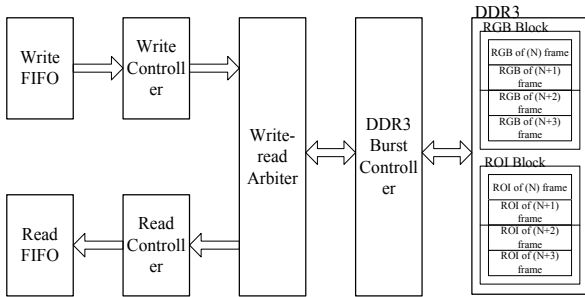 Write
FIFO
Write
Controll
er
Read
FIFO
Read
Controll
er
Write-
read
Arbiter
DDR3
Burst
Controll
er
DDR3
RGB Block
RGB of (N) frame
RGB of (N+1)
frame
RGB of (N+2)
frame
RGB of (N+3)
frame
ROI Block
ROI of (N) frame
ROI of (N+1)
frame
ROI of (N+2)
frame
ROI of (N+3)
frame